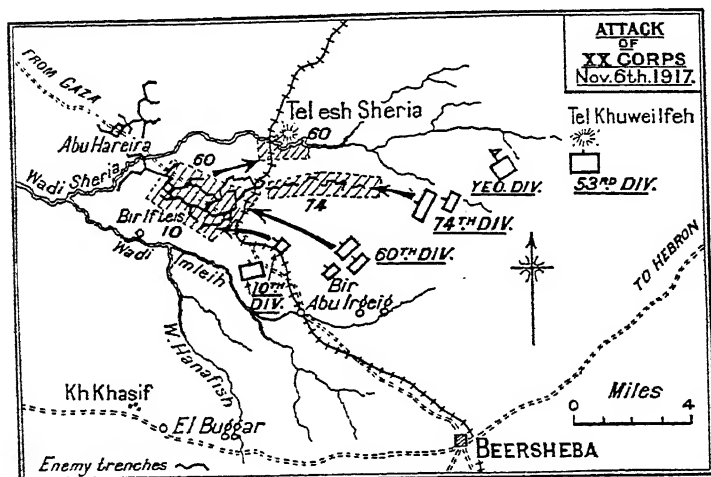 ATTACK
OF
XX CORPS
Nov. 6th. 1917.
FROM GAZA
Tel esh Sheria
Tel Khuweilfeh
Abu Hareira
60
60
YEO. DIV.
53RD DIV.
Wadi Sheria
74
74TH DIV.
Bir Ifteis
10
60TH DIV.
Wadi Imleih
10TH
DIV.
Bir
Abu Irgeig
TO HEBRON
W. Hanafish
Kh Khasif
Miles
0 4
El Buggar
BEERSHEBA
Enemy trenches